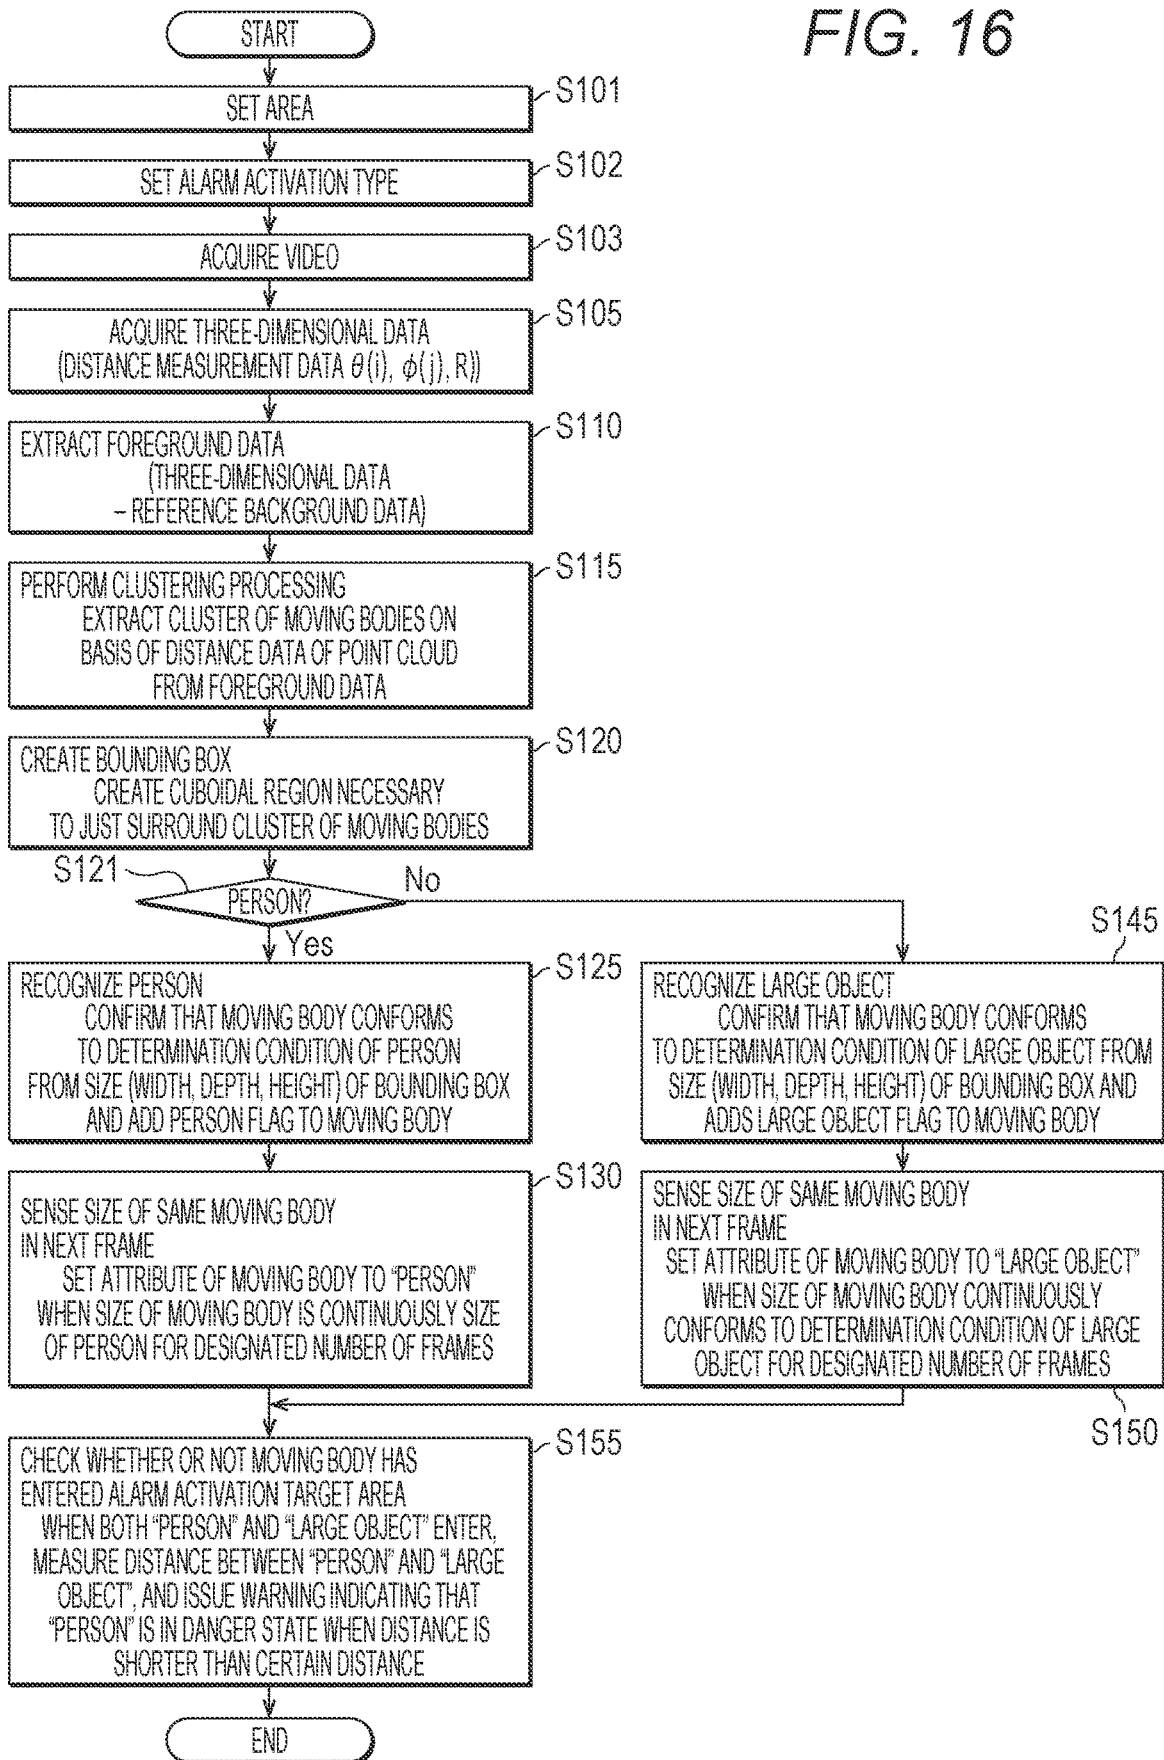 FIG. 16
START
S101
SET AREA
S102
SET ALARM ACTIVATION TYPE
S103
ACQUIRE VIDEO
S105
ACQUIRE THREE-DIMENSIONAL DATA
(DISTANCE MEASUREMENT DATA θ(i), φ(j), R))
S110
EXTRACT FOREGROUND DATA
(THREE-DIMENSIONAL DATA
– REFERENCE BACKGROUND DATA)
S115
PERFORM CLUSTERING PROCESSING
EXTRACT CLUSTER OF MOVING BODIES ON
BASIS OF DISTANCE DATA OF POINT CLOUD
FROM FOREGROUND DATA
S120
CREATE BOUNDING BOX
CREATE CUBOIDAL REGION NECESSARY
TO JUST SURROUND CLUSTER OF MOVING BODIES
S121
PERSON?
No
Yes
S125
RECOGNIZE PERSON
CONFIRM THAT MOVING BODY CONFORMS
TO DETERMINATION CONDITION OF PERSON
FROM SIZE (WIDTH, DEPTH, HEIGHT) OF BOUNDING BOX
AND ADD PERSON FLAG TO MOVING BODY
S145
RECOGNIZE LARGE OBJECT
CONFIRM THAT MOVING BODY CONFORMS
TO DETERMINATION CONDITION OF LARGE OBJECT FROM
SIZE (WIDTH, DEPTH, HEIGHT) OF BOUNDING BOX AND
ADDS LARGE OBJECT FLAG TO MOVING BODY
S130
SENSE SIZE OF SAME MOVING BODY
IN NEXT FRAME
SET ATTRIBUTE OF MOVING BODY TO “PERSON”
WHEN SIZE OF MOVING BODY IS CONTINUOUSLY SIZE
OF PERSON FOR DESIGNATED NUMBER OF FRAMES
SENSE SIZE OF SAME MOVING BODY
IN NEXT FRAME
SET ATTRIBUTE OF MOVING BODY TO “LARGE OBJECT”
WHEN SIZE OF MOVING BODY CONTINUOUSLY
CONFORMS TO DETERMINATION CONDITION OF LARGE
OBJECT FOR DESIGNATED NUMBER OF FRAMES
S150
S155
CHECK WHETHER OR NOT MOVING BODY HAS
ENTERED ALARM ACTIVATION TARGET AREA
WHEN BOTH “PERSON” AND “LARGE OBJECT” ENTER,
MEASURE DISTANCE BETWEEN “PERSON” AND “LARGE
OBJECT”, AND ISSUE WARNING INDICATING THAT
“PERSON” IS IN DANGER STATE WHEN DISTANCE IS
SHORTER THAN CERTAIN DISTANCE
END